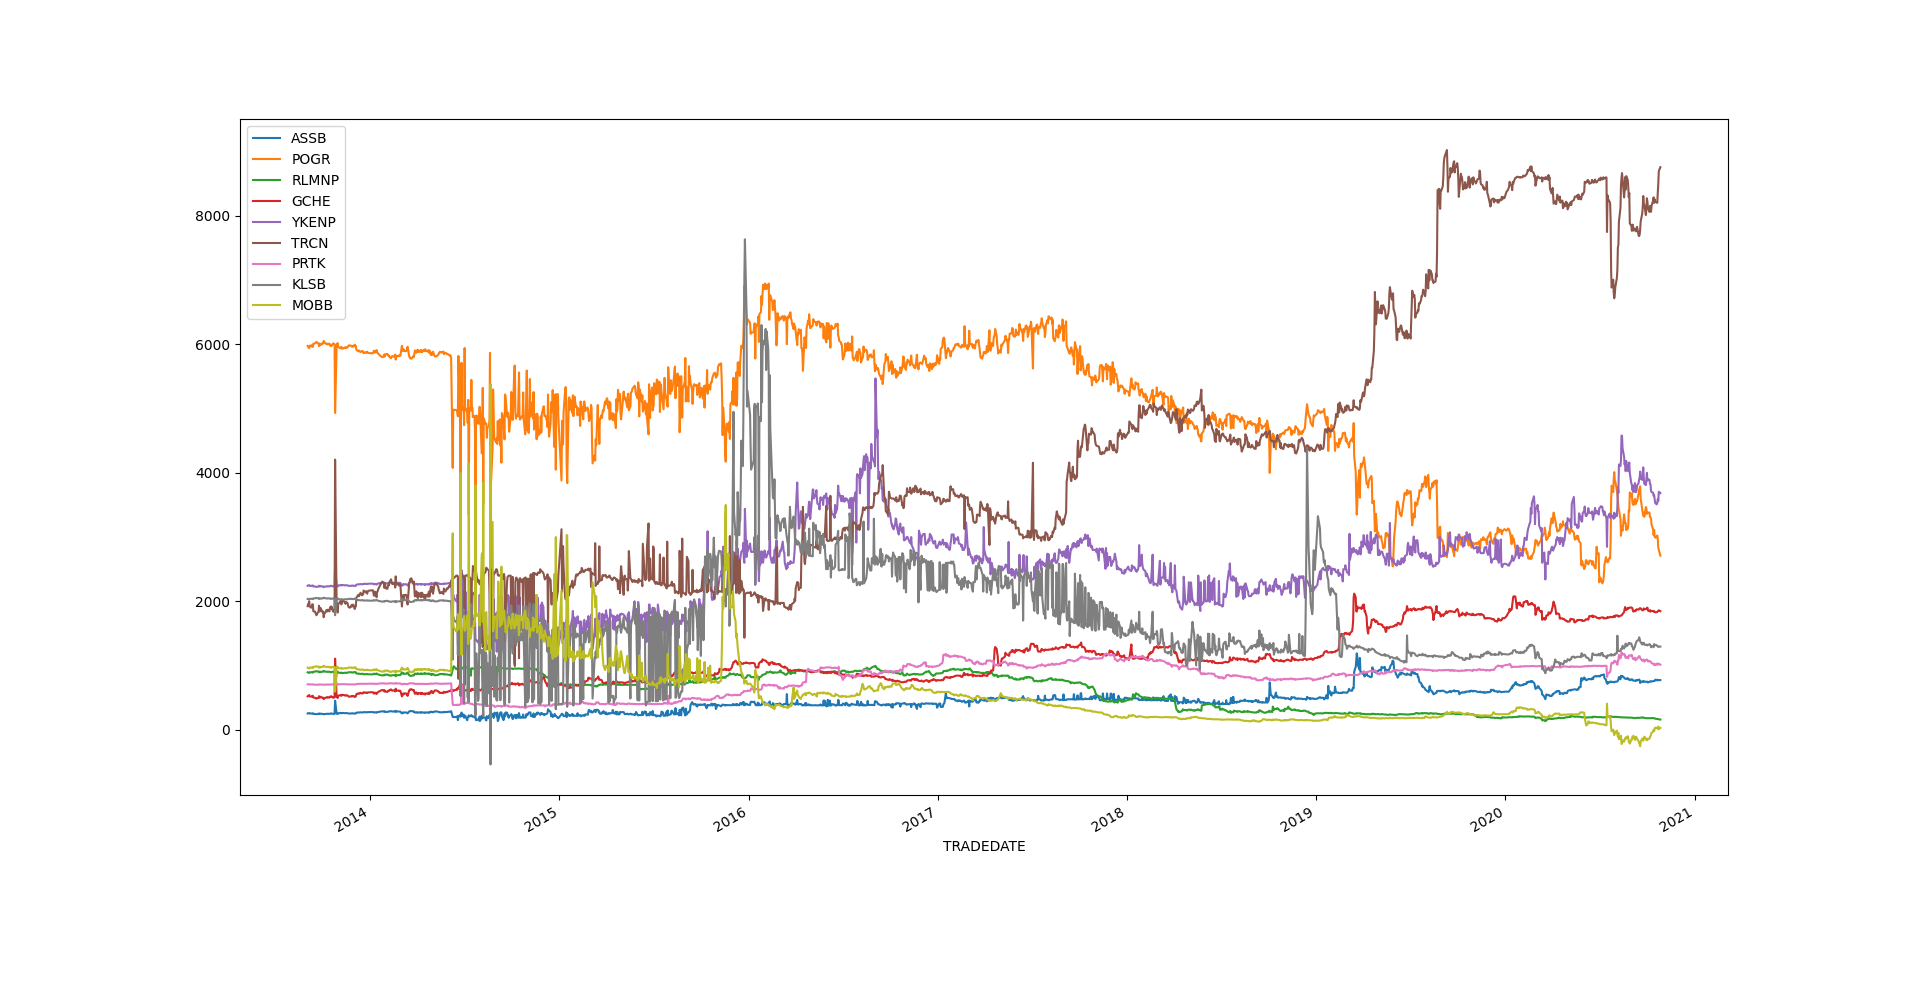 ASSB
POGR
RLMNP
GCHE
YKENP
TRCN
PRTK
KLSB
MOBB
8000
6000
4000
2000
0
2014 2015 2016 2017 2018 2019 2020 2021
TRADEDATE